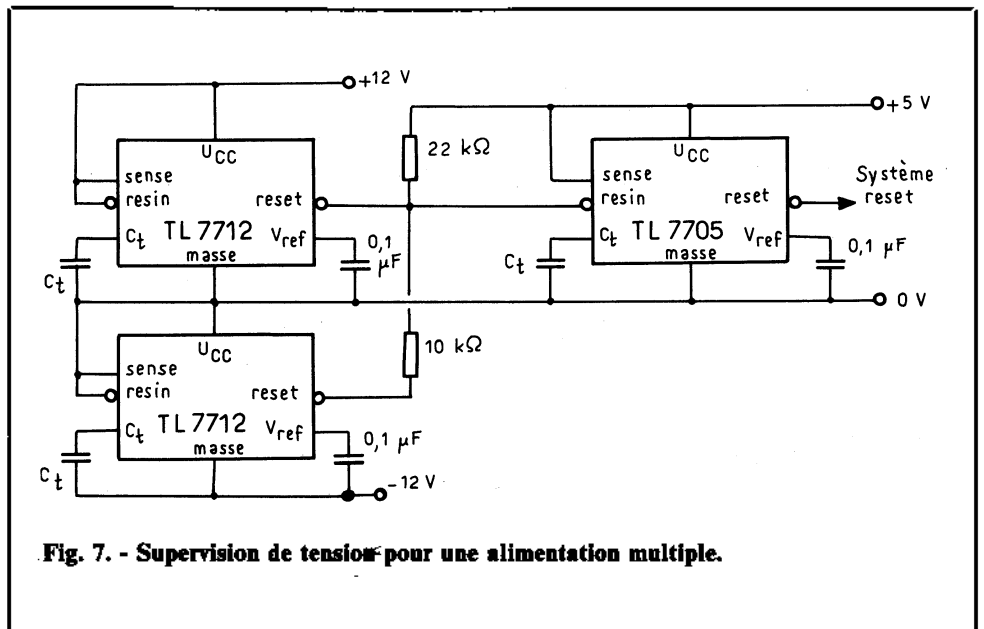 +12 V
UCC
sense
resin
reset
TL 7712
Ct
Vref
masse
Ct
0,1
µF
22 kΩ
+5 V
UCC
sense
resin
reset
TL 7705
Ct
Vref
masse
Ct
0,1 µF
Système
reset
0 V
10 kΩ
UCC
sense
resin
reset
TL 7712
Ct
Vref
masse
Ct
0,1 µF
-12 V
Fig. 7. - Supervision de tension pour une alimentation multiple.